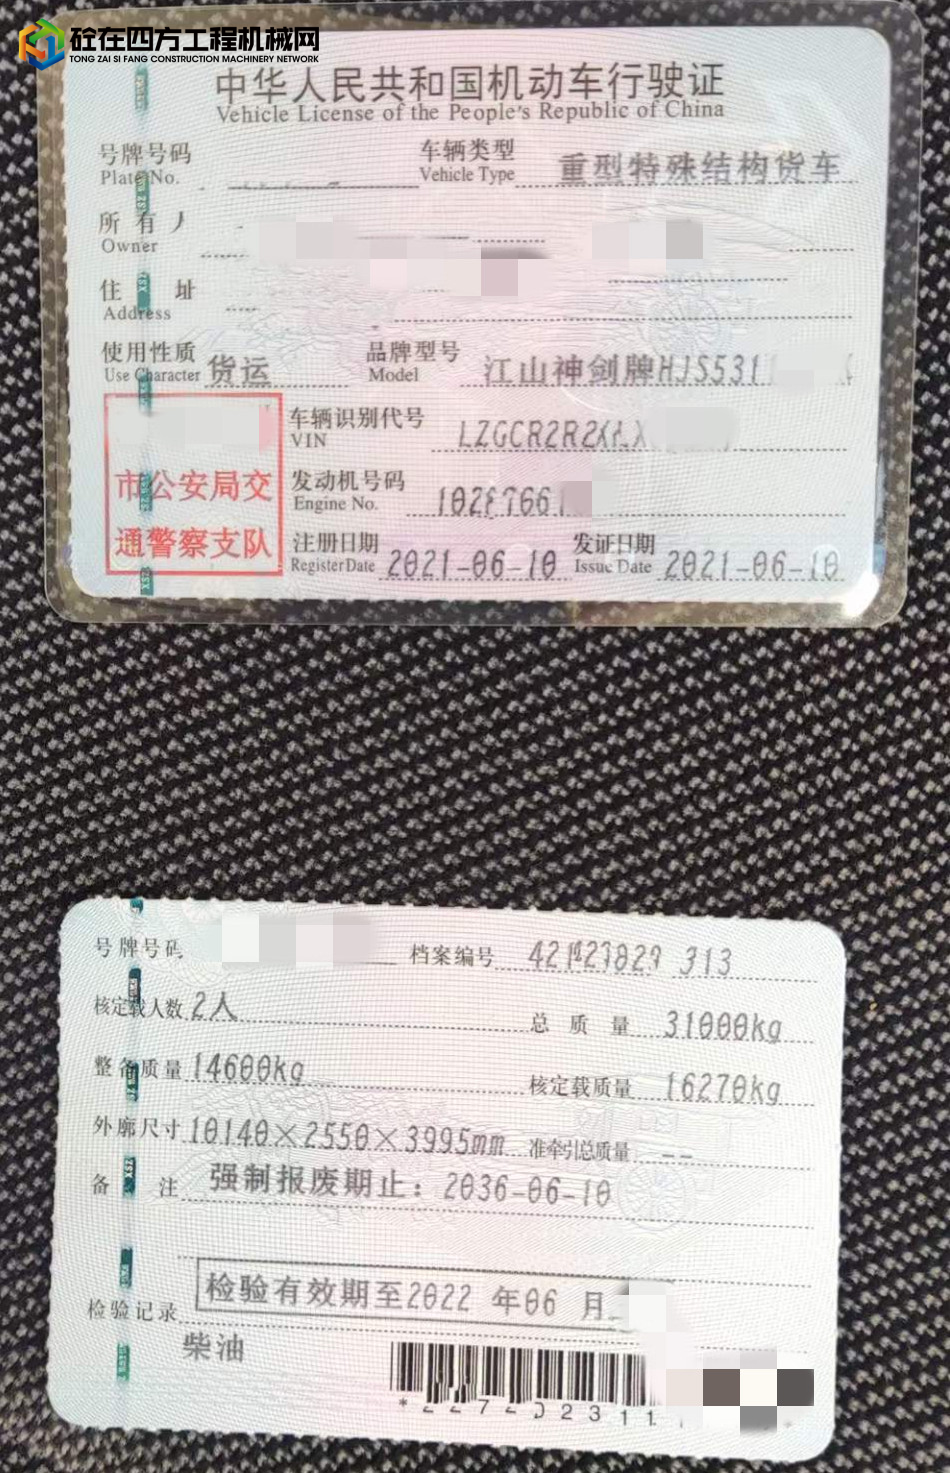 砼在四方工程机械网
TONG ZAI SI FANG CONSTRUCTION MACHINERY NETWORK
中华人民共和国机动车行驶证
Vehicle License of the People's Republic of China
号牌号码 车辆类型 重型特殊结构货车
Plate No. Vehicle Type
所有人
Owner
住址
Address
使用性质 货运 品牌型号 江山神剑牌HJS531
Use Character Model
车辆识别代号 LZGCR2R2X
VIN
市公安局交 发动机号码
Engine No.
通警察支队 注册日期 2021-06-10 发证日期 2021-06-10
Register Date Issue Date
号牌号码 档案编号 313
核定载人数 2人 总质量 31000kg
整备质量 14600kg 核定载质量 16270kg
外廓尺寸 10140×2550×3995mm 准牵引总质量 --
备注 强制报废期止：2036-06-10
检验记录 检验有效期至2022 年06 月
柴油